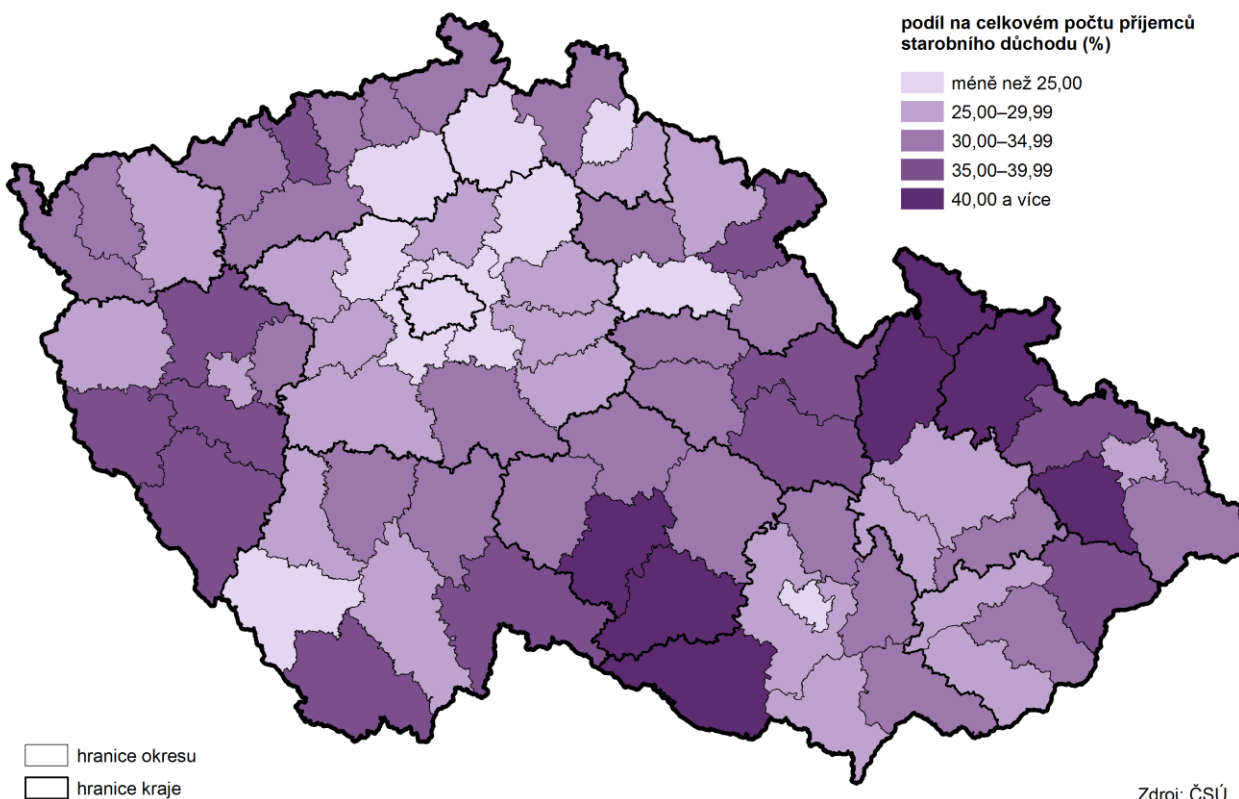 podíl na celkovém počtu příjemců
starobního důchodu (%)
méně než 25,00
25,00–29,99
30,00–34,99
35,00–39,99
40,00 a více
hranice okresu
hranice kraje
Zdroj: ČSÚ